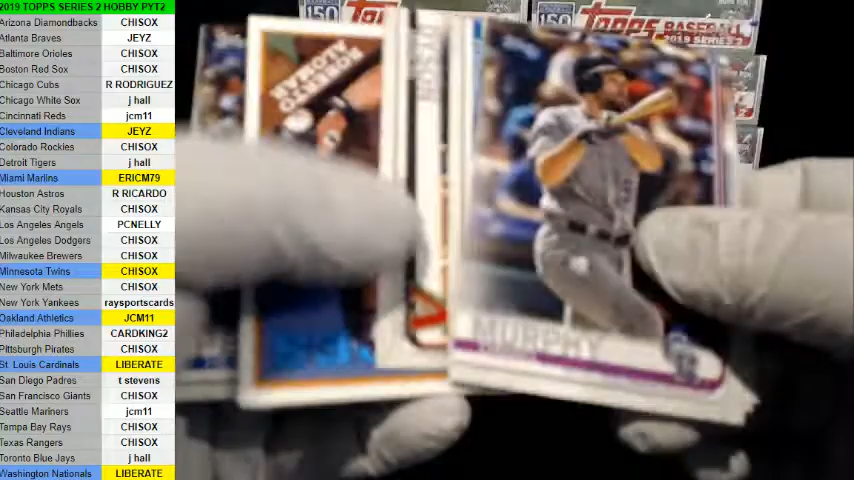 2019 TOPPS SERIES 2 HOBBY PYT2
Arizona Diamondbacks CHISOX
Atlanta Braves JEYZ
Baltimore Orioles CHISOX
Boston Red Sox CHISOX
Chicago Cubs R RODRIGUEZ
Chicago White Sox j hall
Cincinnati Reds jcm11
Cleveland Indians JEYZ
Colorado Rockies CHISOX
Detroit Tigers j hall
Miami Marlins ERICM79
Houston Astros R RICARDO
Kansas City Royals CHISOX
Los Angeles Angels PCNELLY
Los Angeles Dodgers CHISOX
Milwaukee Brewers CHISOX
Minnesota Twins CHISOX
New York Mets CHISOX
New York Yankees raysportscards
Oakland Athletics JCM11
Philadelphia Phillies CARDKING2
Pittsburgh Pirates CHISOX
St. Louis Cardinals LIBERATE
San Diego Padres t stevens
San Francisco Giants CHISOX
Seattle Mariners jcm11
Tampa Bay Rays CHISOX
Texas Rangers CHISOX
Toronto Blue Jays j hall
Washington Nationals LIBERATE
150 Topps
150 Topps BASEBALL
2019 SERIES 2
ROBERTO ALOMAR
MURPHY